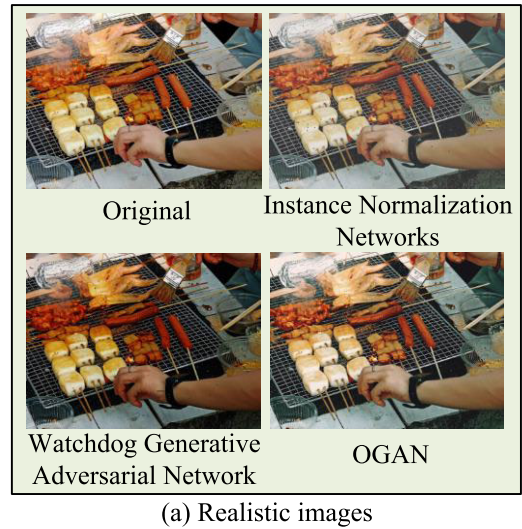 Original
Instance Normalization
Networks
Watchdog Generative
Adversarial Network
OGAN
(a) Realistic images